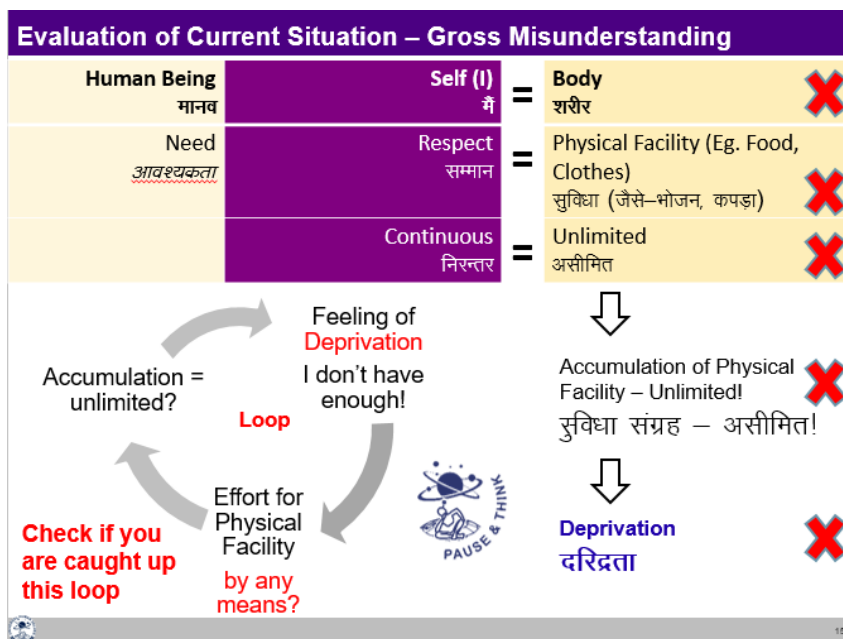 Evaluation of Current Situation – Gross Misunderstanding
Human Being
मानव
Self (I)
मैं
=
Body
शरीर
Need
आवश्यकता
Respect
सम्मान
=
Physical Facility (Eg. Food,
Clothes)
सुविधा (जैसे–भोजन, कपड़ा)
Continuous
निरन्तर
=
Unlimited
असीमित
Feeling of
Deprivation
I don't have
enough!
Accumulation =
unlimited?
Loop
Effort for
Physical
Facility
by any
means?
Check if you
are caught up
this loop
PAUSE & THINK
Accumulation of Physical
Facility – Unlimited!
सुविधा संग्रह – असीमित!
Deprivation
दरिद्रता